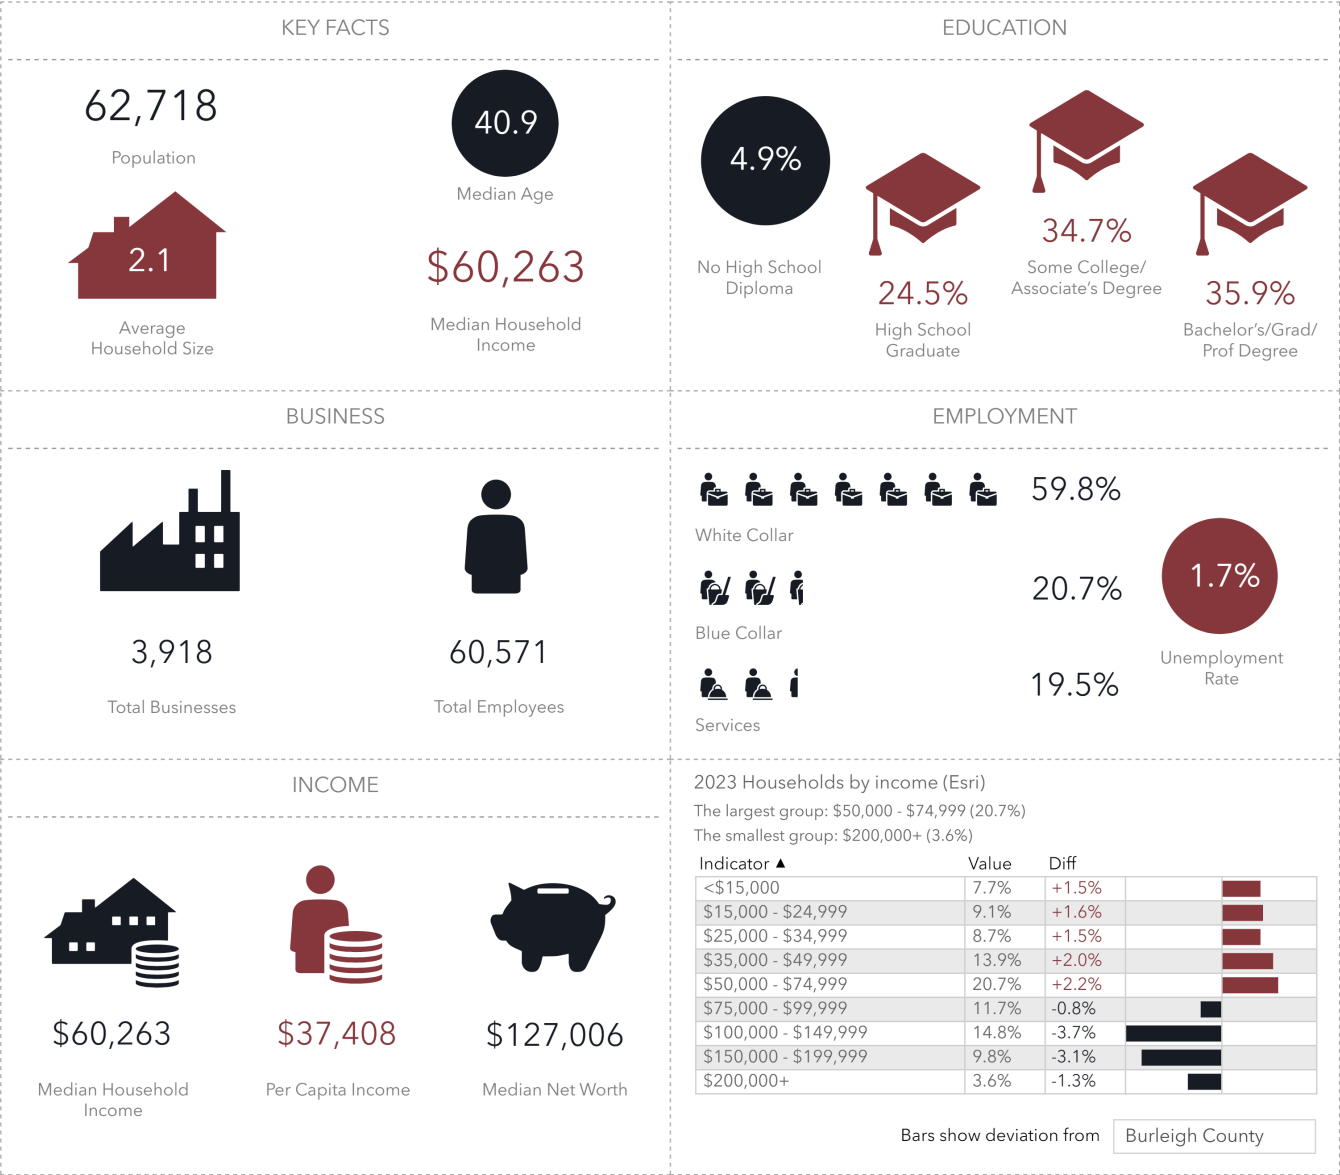 KEY FACTS
62,718
Population
40.9
Median Age
2.1
Average
Household Size
$60,263
Median Household
Income
EDUCATION
4.9%
No High School
Diploma
24.5%
High School
Graduate
34.7%
Some College/
Associate's Degree
35.9%
Bachelor's/Grad/
Prof Degree
BUSINESS
3,918
Total Businesses
60,571
Total Employees
EMPLOYMENT
59.8%
White Collar
20.7%
Blue Collar
19.5%
Services
1.7%
Unemployment
Rate
INCOME
$60,263
Median Household
Income
$37,408
Per Capita Income
$127,006
Median Net Worth
2023 Households by income (Esri)
The largest group: $50,000 - $74,999 (20.7%)
The smallest group: $200,000+ (3.6%)
Indicator ▲ Value Diff
<$15,000 7.7% +1.5%
$15,000 - $24,999 9.1% +1.6%
$25,000 - $34,999 8.7% +1.5%
$35,000 - $49,999 13.9% +2.0%
$50,000 - $74,999 20.7% +2.2%
$75,000 - $99,999 11.7% -0.8%
$100,000 - $149,999 14.8% -3.7%
$150,000 - $199,999 9.8% -3.1%
$200,000+ 3.6% -1.3%
Bars show deviation from Burleigh County